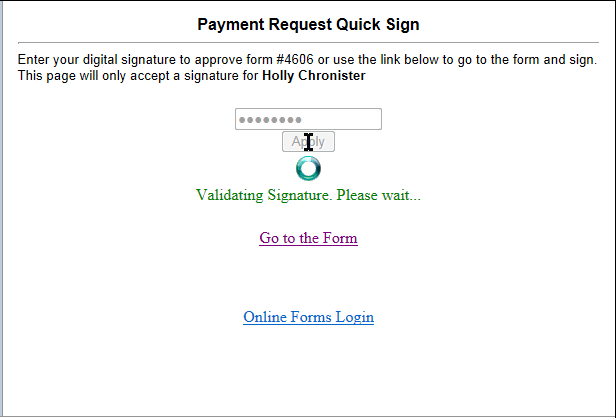 Payment Request Quick Sign
Enter your digital signature to approve form #4606 or use the link below to go to the form and sign.
This page will only accept a signature for Holly Chronister
●●●●●●●●
Apply
Validating Signature. Please wait...
Go to the Form
Online Forms Login